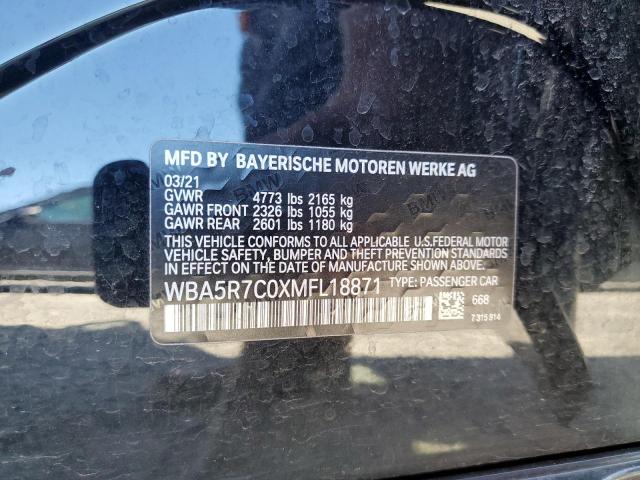 MFD BY BAYERISCHE MOTOREN WERKE AG
03/21
GVWR 4773 lbs 2165 kg
GAWR FRONT 2326 lbs 1055 kg
GAWR REAR 2601 lbs 1180 kg
THIS VEHICLE CONFORMS TO ALL APPLICABLE U.S.FEDERAL MOTOR
VEHICLE SAFETY, BUMPER AND THEFT PREVENTION STANDARDS
IN EFFECT ON THE DATE OF MANUFACTURE SHOWN ABOVE.
WBA5R7C0XMFL18871 TYPE: PASSENGER CAR
668
7315814